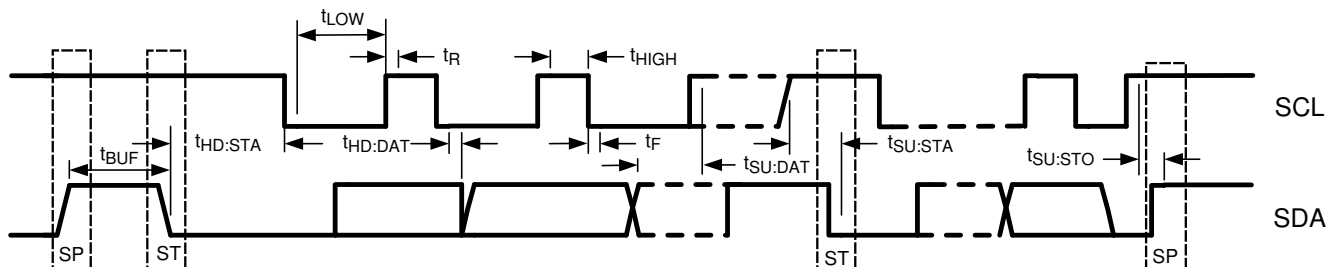 tLOW
tR
tHIGH
SCL
tBUF
tHD:STA
tHD:DAT
tF
tSU:DAT
tSU:STA
tSU:STO
SDA
SP
ST
ST
SP